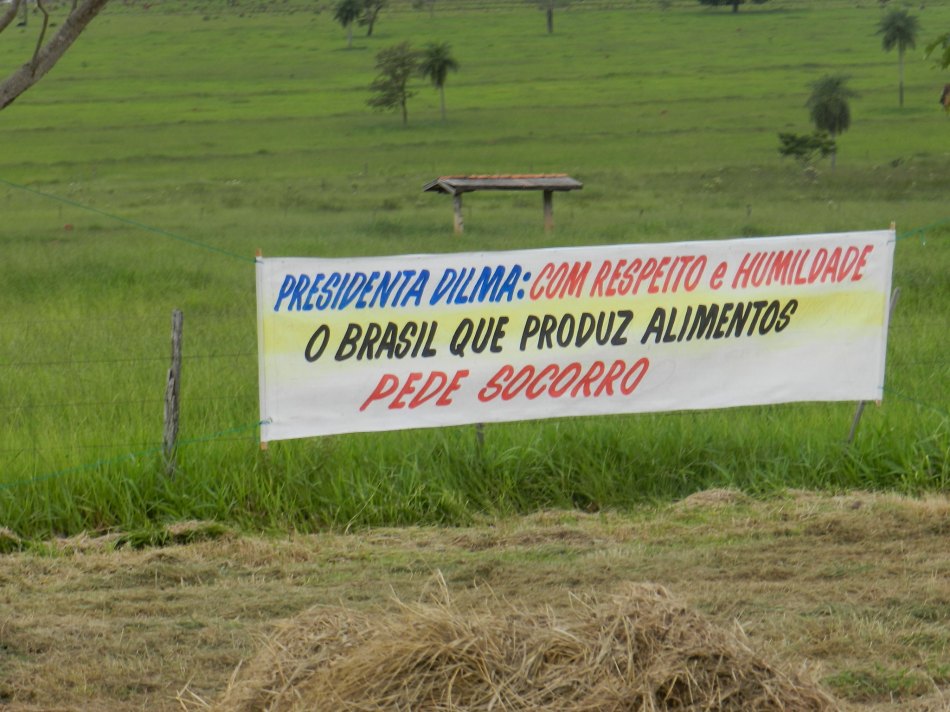 PRESIDENTA DILMA: COM RESPEITO e HUMILDADE
O BRASIL QUE PRODUZ ALIMENTOS
PEDE SOCORRO